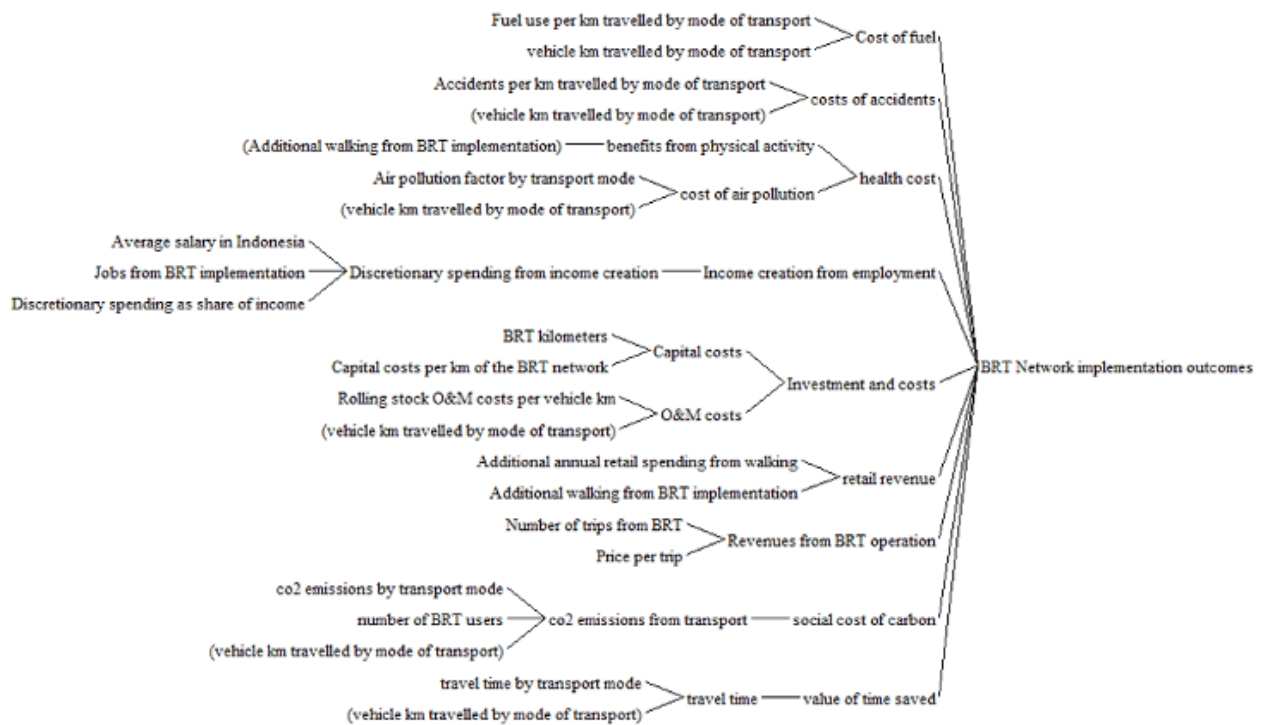 Fuel use per km travelled by mode of transport
Cost of fuel
vehicle km travelled by mode of transport
Accidents per km travelled by mode of transport
costs of accidents
(vehicle km travelled by mode of transport)
(Additional walking from BRT implementation)
benefits from physical activity
health cost
Air pollution factor by transport mode
cost of air pollution
(vehicle km travelled by mode of transport)
Average salary in Indonesia
Jobs from BRT implementation
Discretionary spending from income creation
Income creation from employment
Discretionary spending as share of income
BRT kilometers
Capital costs
Capital costs per km of the BRT network
BRT Network implementation outcomes
Investment and costs
Rolling stock O&M costs per vehicle km
O&M costs
(vehicle km travelled by mode of transport)
Additional annual retail spending from walking
retail revenue
Additional walking from BRT implementation
Number of trips from BRT
Revenues from BRT operation
Price per trip
co2 emissions by transport mode
number of BRT users
co2 emissions from transport
social cost of carbon
(vehicle km travelled by mode of transport)
travel time by transport mode
travel time
value of time saved
(vehicle km travelled by mode of transport)